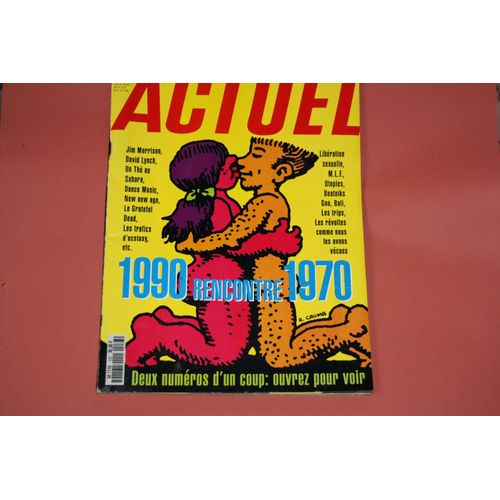 ACTUEL
Jim Morrison,
David Lynch,
Un Thé au
Sahara,
Dance Music,
New new age,
Le Grateful
Dead,
Les trafics
d'ecstasy,
etc.
Libération
sexuelle,
M.L.F.,
Utopies,
Beatniks
Goa, Bali,
Les trips,
Les révoltes
comme nous
les avons
vécues
1990 RENCONTRE 1970
R. CRUMB
Deux numéros d'un coup: ouvrez pour voir